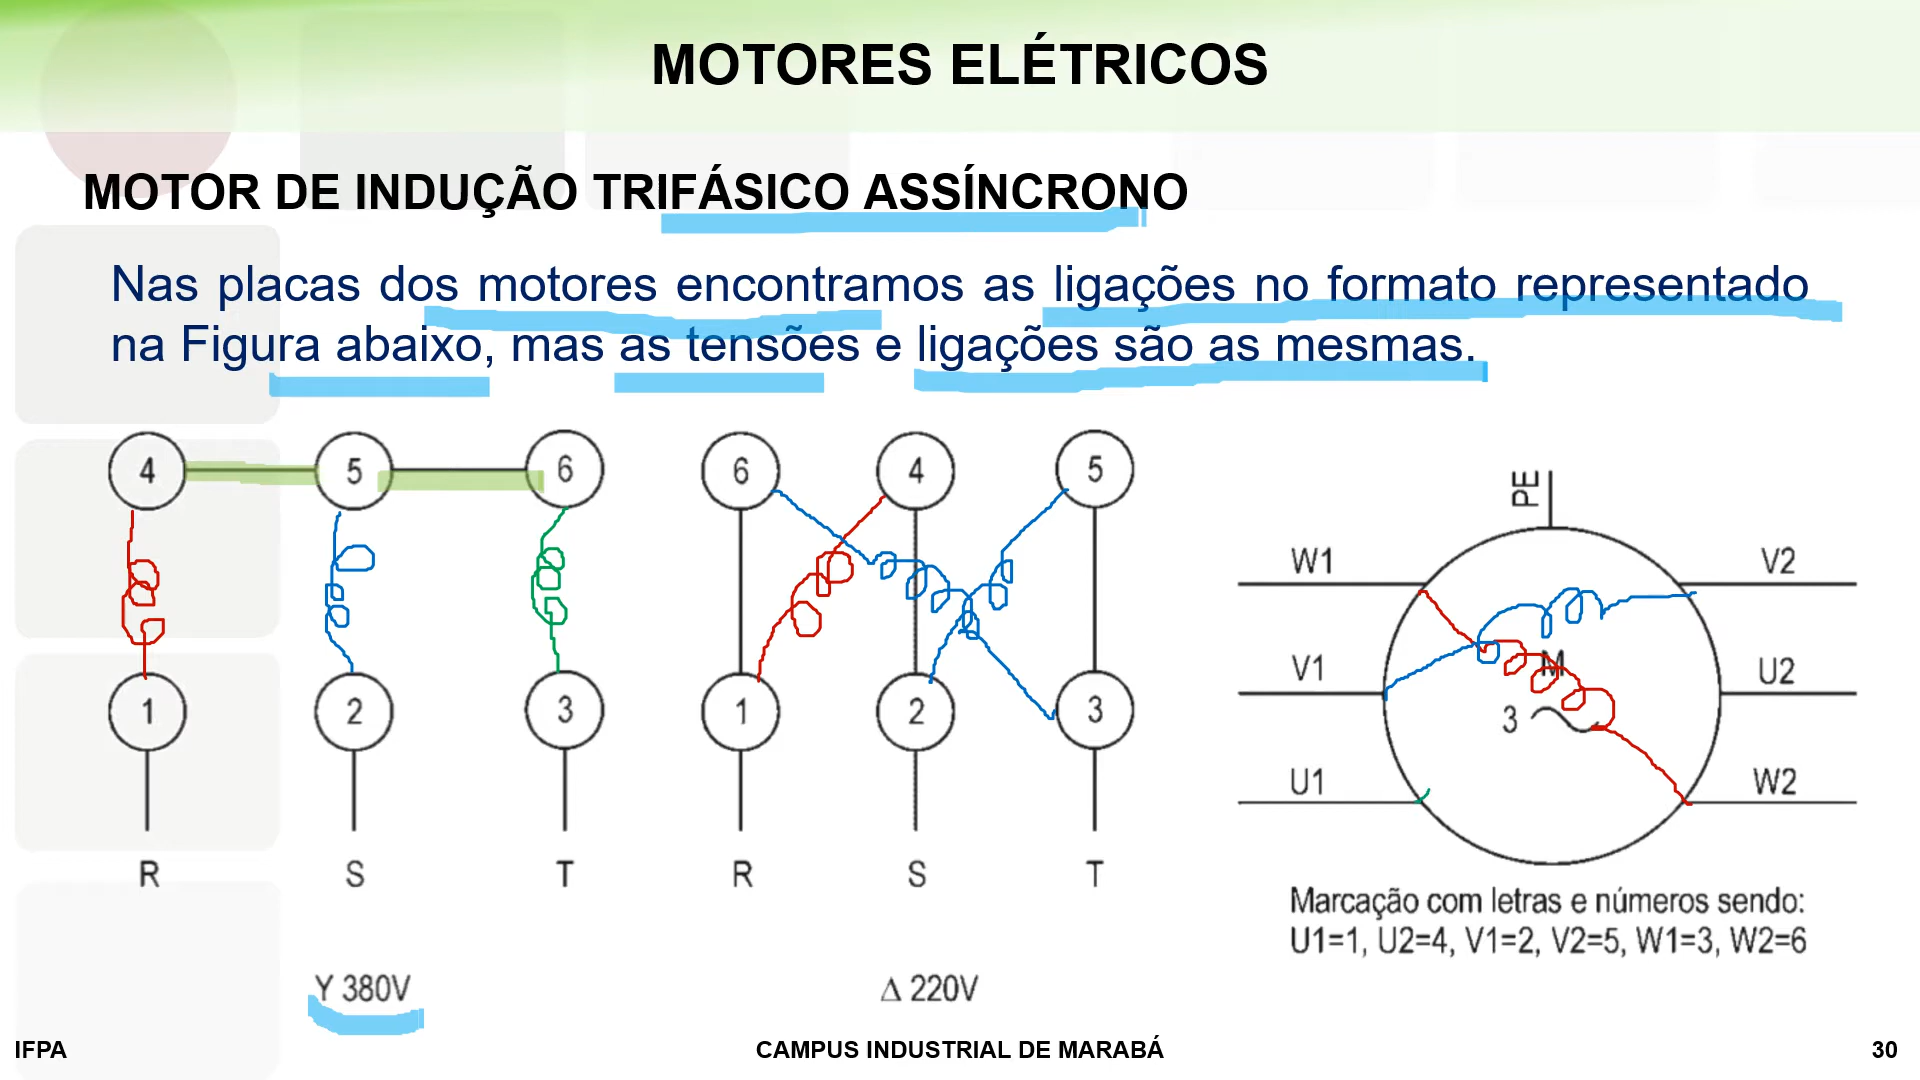 MOTORES ELÉTRICOS
MOTOR DE INDUÇÃO TRIFÁSICO ASSÍNCRONO
Nas placas dos motores encontramos as ligações no formato representado
na Figura abaixo, mas as tensões e ligações são as mesmas.
4 5 6 6 4 5
1 2 3 1 2 3
R S T R S T
Y 380V Δ 220V
PE
W1 V2
V1 M U2
3 ~
U1 W2
Marcação com letras e números sendo:
U1=1, U2=4, V1=2, V2=5, W1=3, W2=6
IFPA CAMPUS INDUSTRIAL DE MARABÁ 30